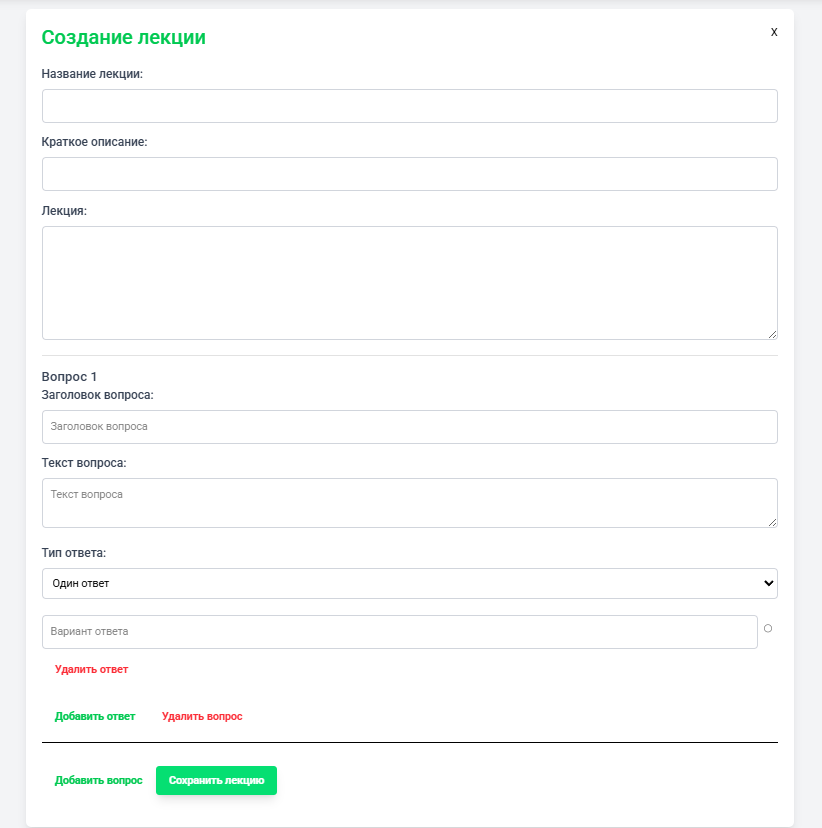 Создание лекции
x
Название лекции:
Краткое описание:
Лекция:
Вопрос 1
Заголовок вопроса:
Заголовок вопроса
Текст вопроса:
Текст вопроса
Тип ответа:
Один ответ
Вариант ответа
Удалить ответ
Добавить ответ Удалить вопрос
Добавить вопрос Сохранить лекцию